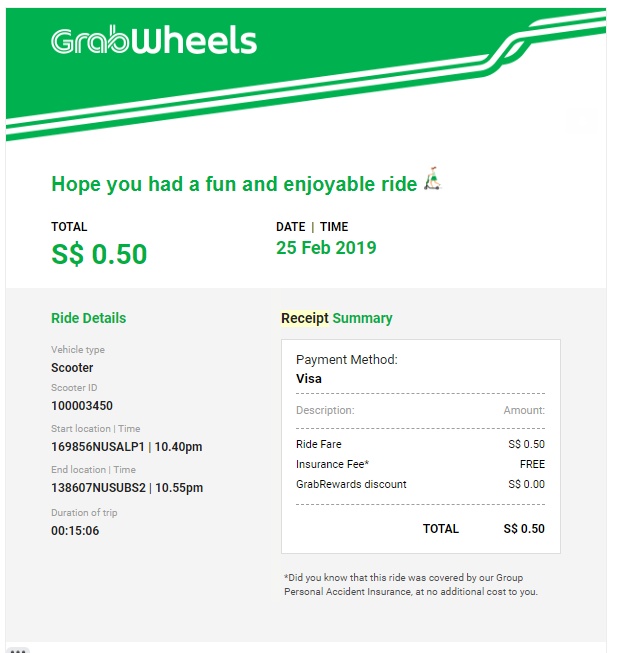 GrabWheels
Hope you had a fun and enjoyable ride
TOTAL
S$ 0.50
DATE | TIME
25 Feb 2019
Ride Details
Vehicle type
Scooter
Scooter ID
100003450
Start location | Time
169856NUSALP1 | 10.40pm
End location | Time
138607NUSUBS2 | 10.55pm
Duration of trip
00:15:06
Receipt Summary
Payment Method:
Visa
Description: Amount:
Ride Fare S$ 0.50
Insurance Fee* FREE
GrabRewards discount S$ 0.00
TOTAL S$ 0.50
*Did you know that this ride was covered by our Group
Personal Accident Insurance, at no additional cost to you.